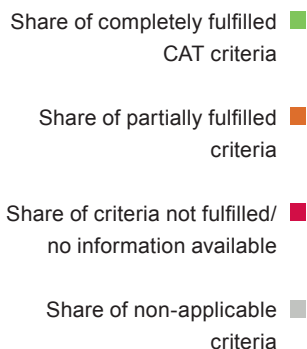 Share of completely fulfilled
CAT criteria
Share of partially fulfilled
criteria
Share of criteria not fulfilled/
no information available
Share of non-applicable
criteria